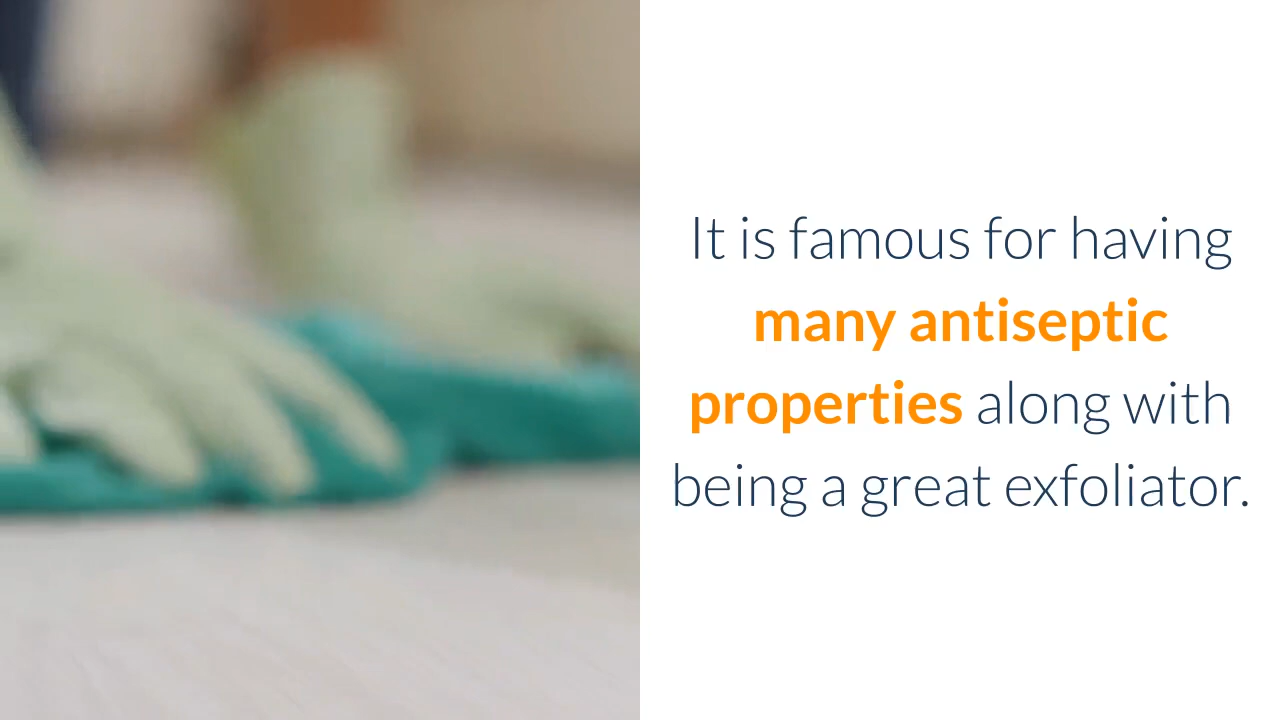 It is famous for having
many antiseptic
properties along with
being a great exfoliator.